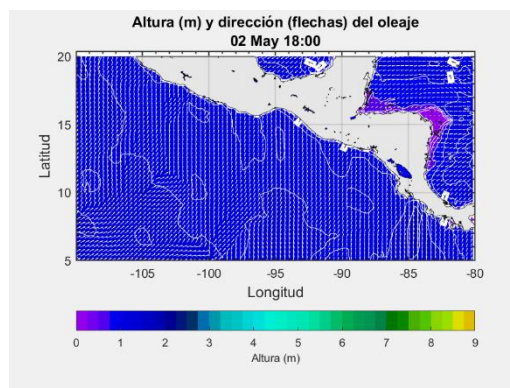 Altura (m) y dirección (flechas) del oleaje
02 May 18:00
20
15
10
5
Latitud
-105 -100 -95 -90 -85 -80
Longitud
0 1 2 3 4 5 6 7 8 9
Altura (m)